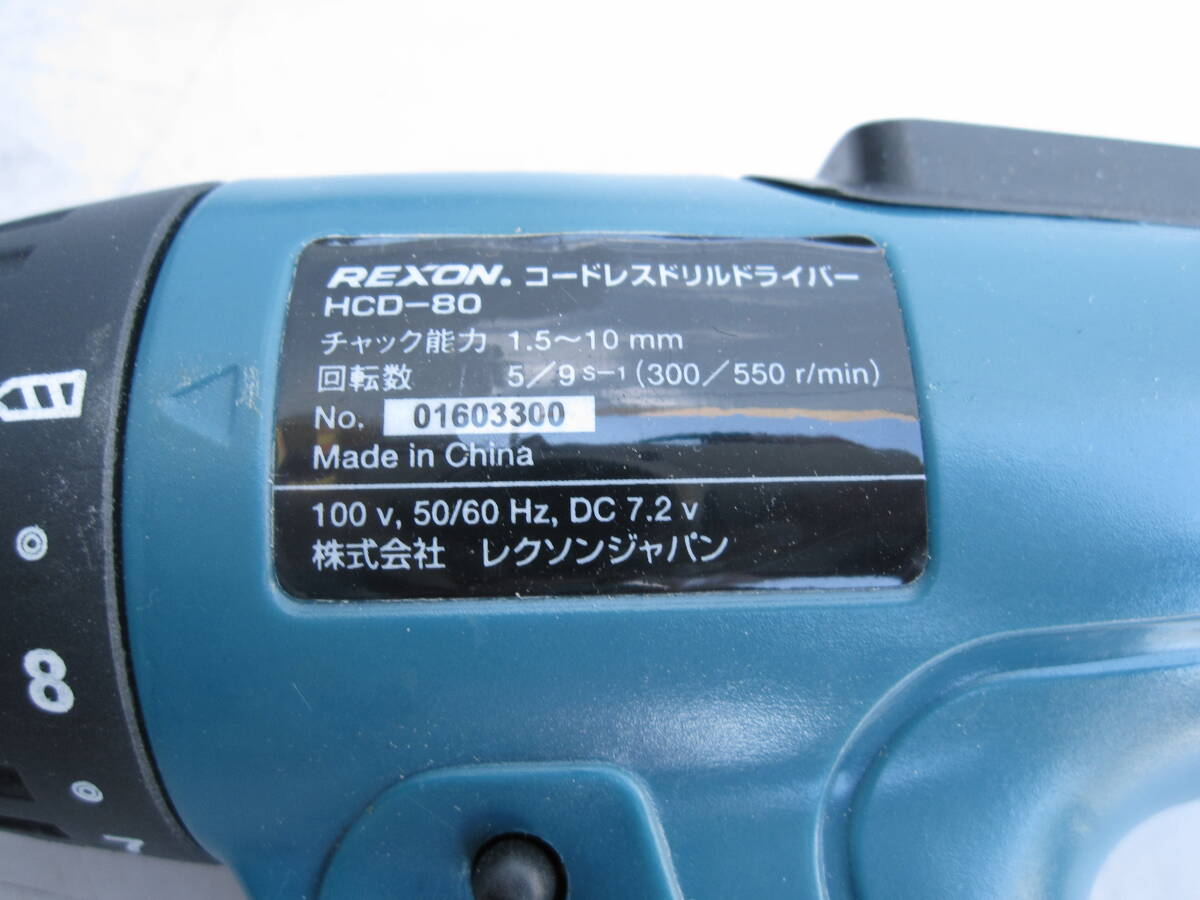 REXON. コードレスドリルドライバー
HCD-80
チャック能力 1.5～10 mm
回転数 5／9 S-1 (300／550 r/min)
No. 01603300
Made in China
100 v, 50/60 Hz, DC 7.2 v
株式会社 レクソンジャパン
8